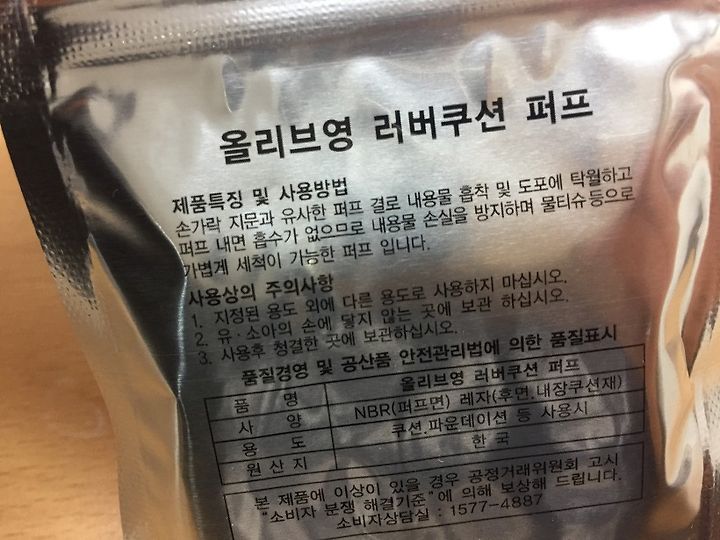 올리브영 러버쿠션 퍼프
제품특징 및 사용방법
손가락 지문과 유사한 퍼프 결로 내용물 흡착 및 도포에 탁월하고
퍼프 내면 흡수가 없으므로 내용물 손실을 방지하며 물티슈등으로
가볍게 세척이 가능한 퍼프 입니다.
사용상의 주의사항
1. 지정된 용도 외에 다른 용도로 사용하지 마십시오.
2. 유·소아의 손에 닿지 않는 곳에 보관 하십시오.
3. 사용후 청결한 곳에 보관하십시오.
품질경영 및 공산품 안전관리법에 의한 품질표시
품 명 올리브영 러버쿠션 퍼프
사 양 NBR(퍼프면) 레자(후면,내장쿠션재)
용 도 쿠션.파운데이션 등 사용시
원 산 지 한 국
본 제품에 이상이 있을 경우 공정거래위원회 고시
"소비자 분쟁 해결기준"에 의해 보상해 드립니다.
소비자상담실 : 1577-4887